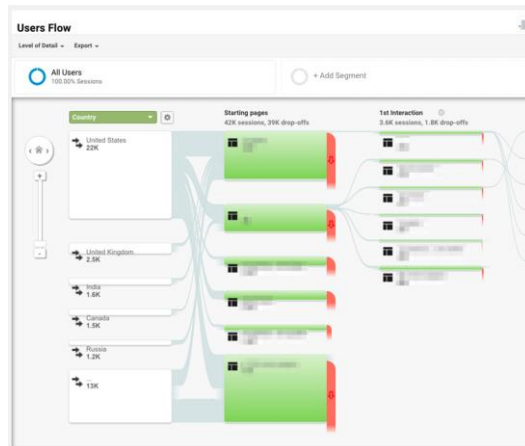 Users Flow
Level of Detail
Export
All Users
100.00% Sessions
+ Add Segment
Country
Starting pages
42K sessions, 39K drop-offs
1st Interaction
3.6K sessions, 1.8K drop-offs
United States
22K
United Kingdom
2.5K
India
1.6K
Canada
1.5K
Russia
1.2K
...
13K